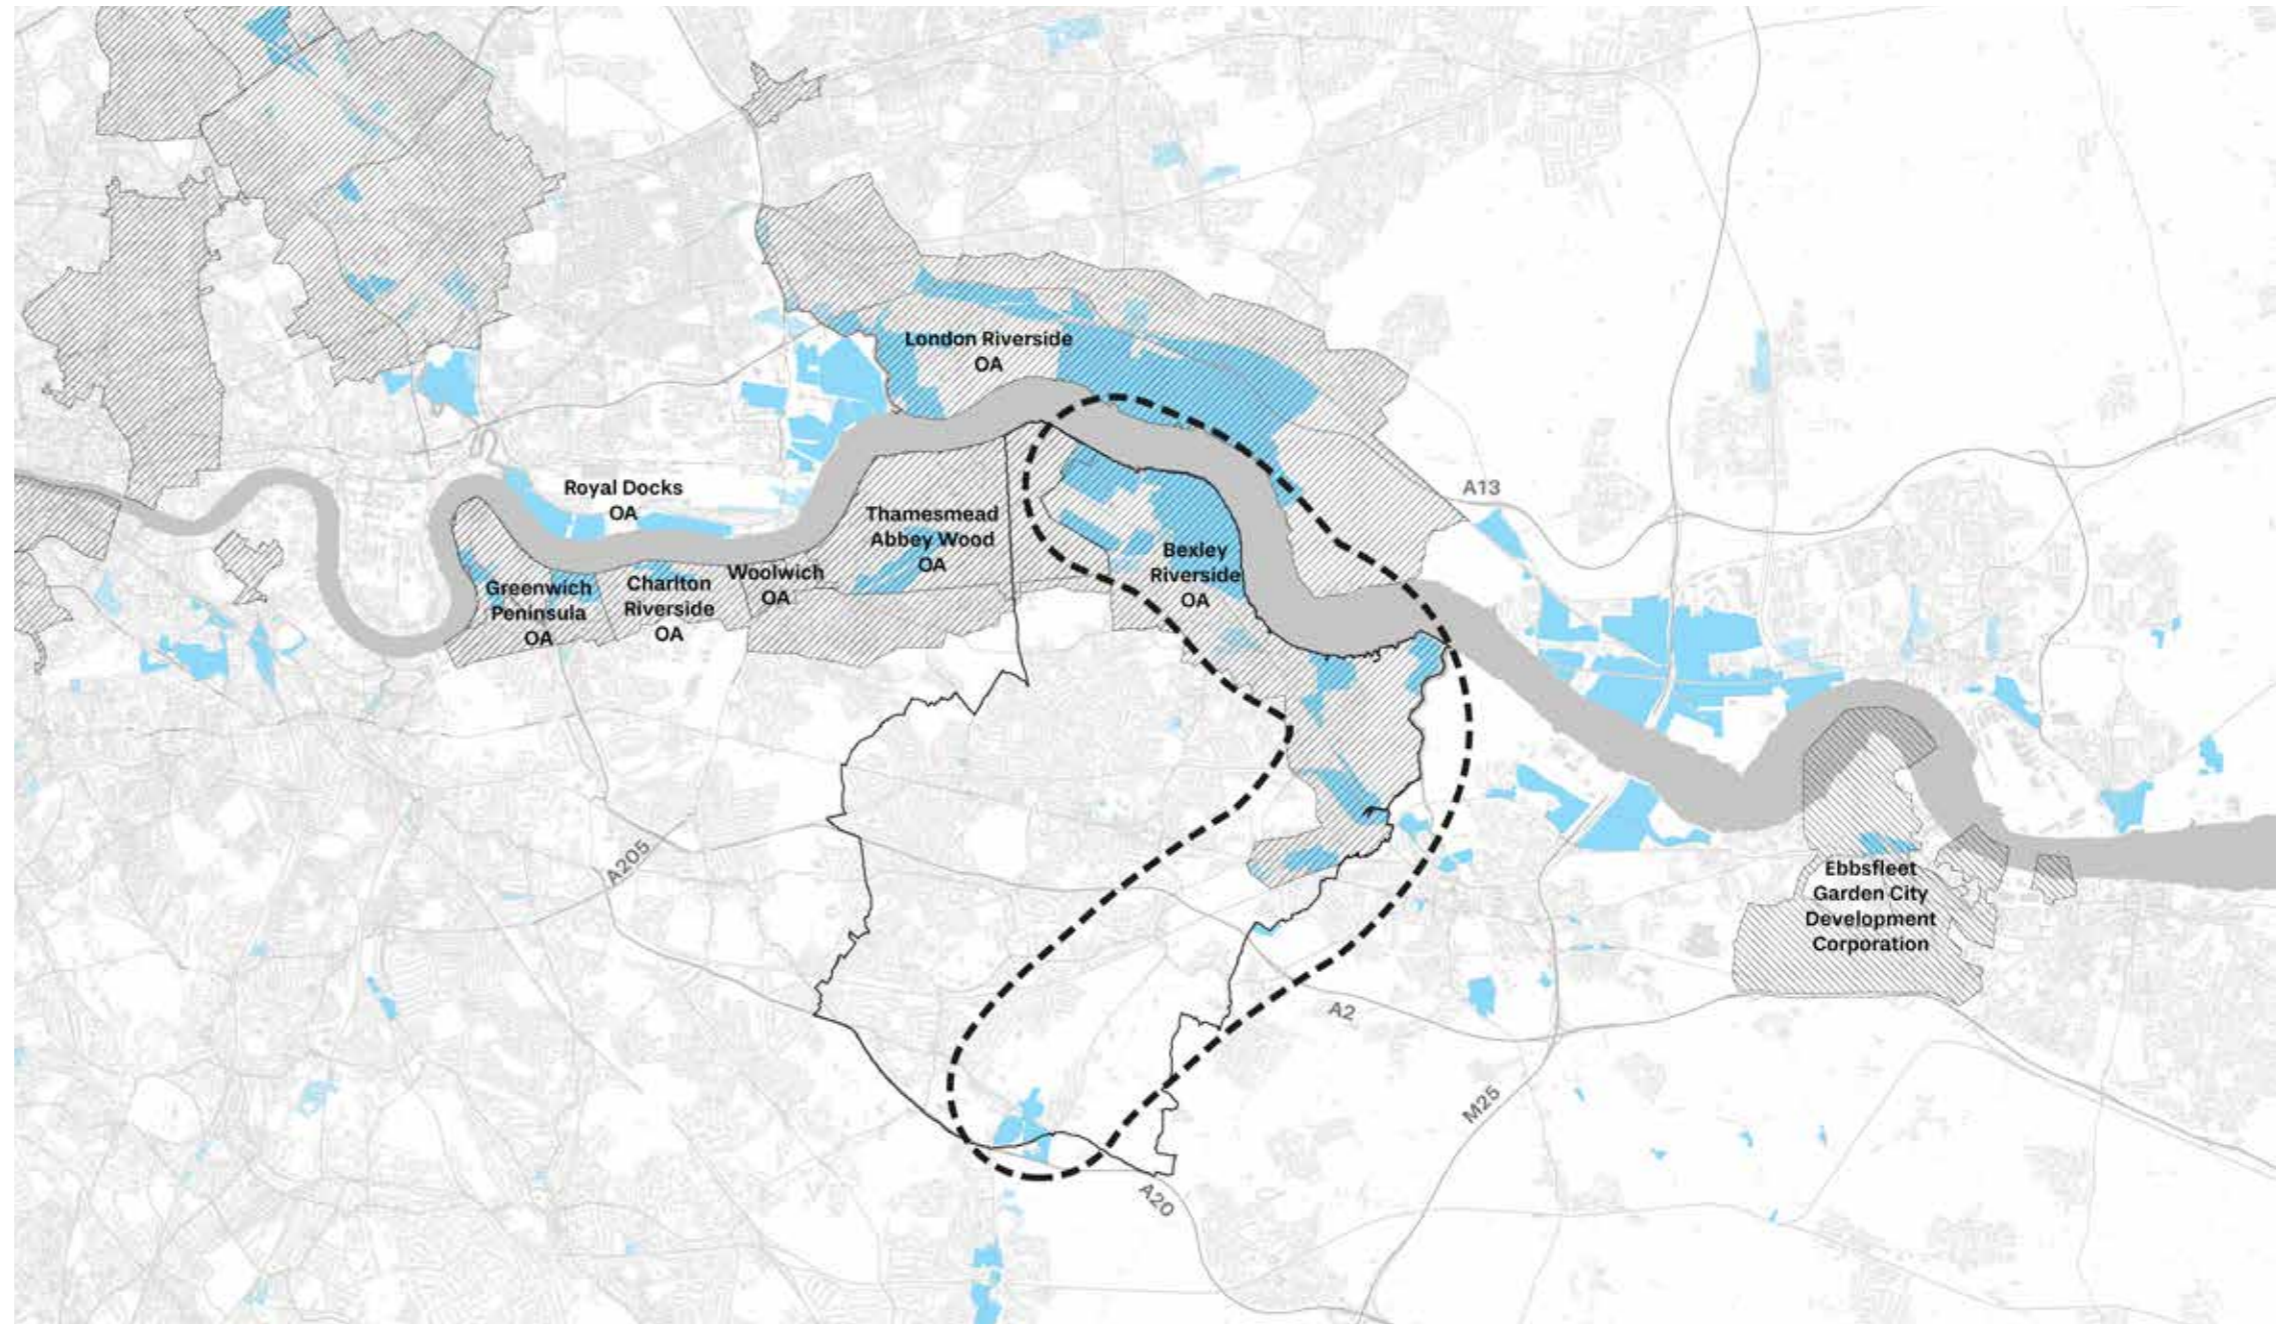 London Riverside
OA
A13
Royal Docks
OA
Thamesmead
Abbey Wood
OA
Bexley
Riverside
OA
Greenwich
Peninsula
OA
Charlton
Riverside
OA
Woolwich
OA
A205
Ebbsfleet
Garden City
Development
Corporation
A2
M25
A20